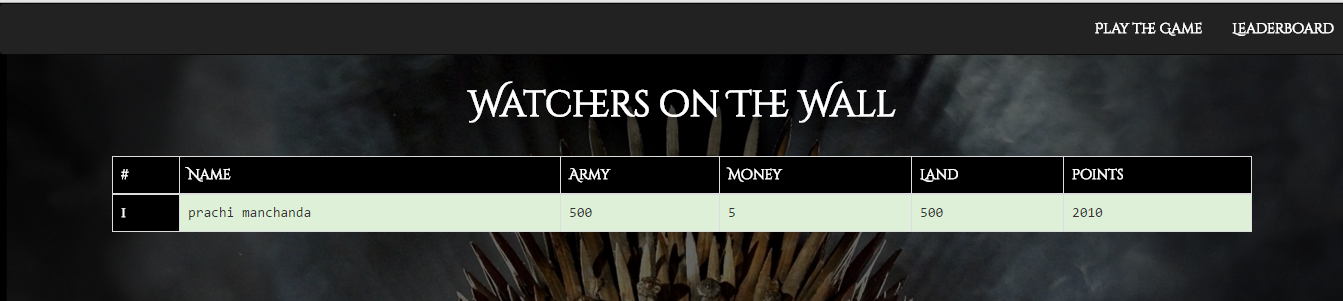 Play the Game Leaderboard
Watchers on the Wall
# Name Army Money Land Points
1 prachi manchanda 500 5 500 2010